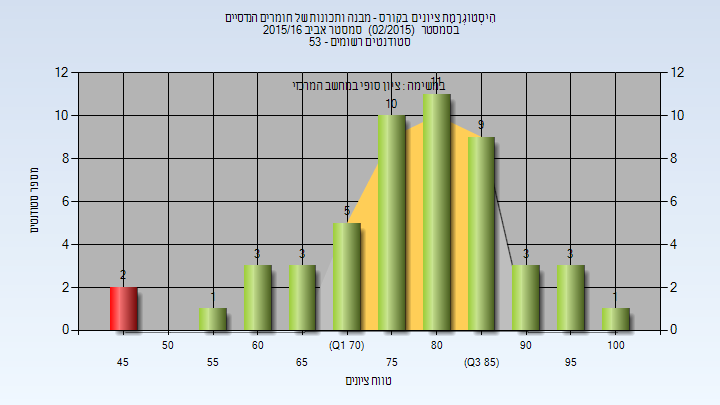 היסטוגרמת ציונים בקורס - מבנה ותכונות של חומרים הנדסיים
בסמסטר (02/2015) סמסטר אביב 2015/16
סטודנטים רשומים - 53
במשימה : ציון סופי במחשב המרכזי
מספר סטודנטים
12 12
10 10
8 8
6 6
4 4
2 2
0 0
2 1 3 3 5 10 11 9 3 3 1
50 60 (Q1 70) 80 90 100
45 55 65 75 (Q3 85) 95
טווח ציונים